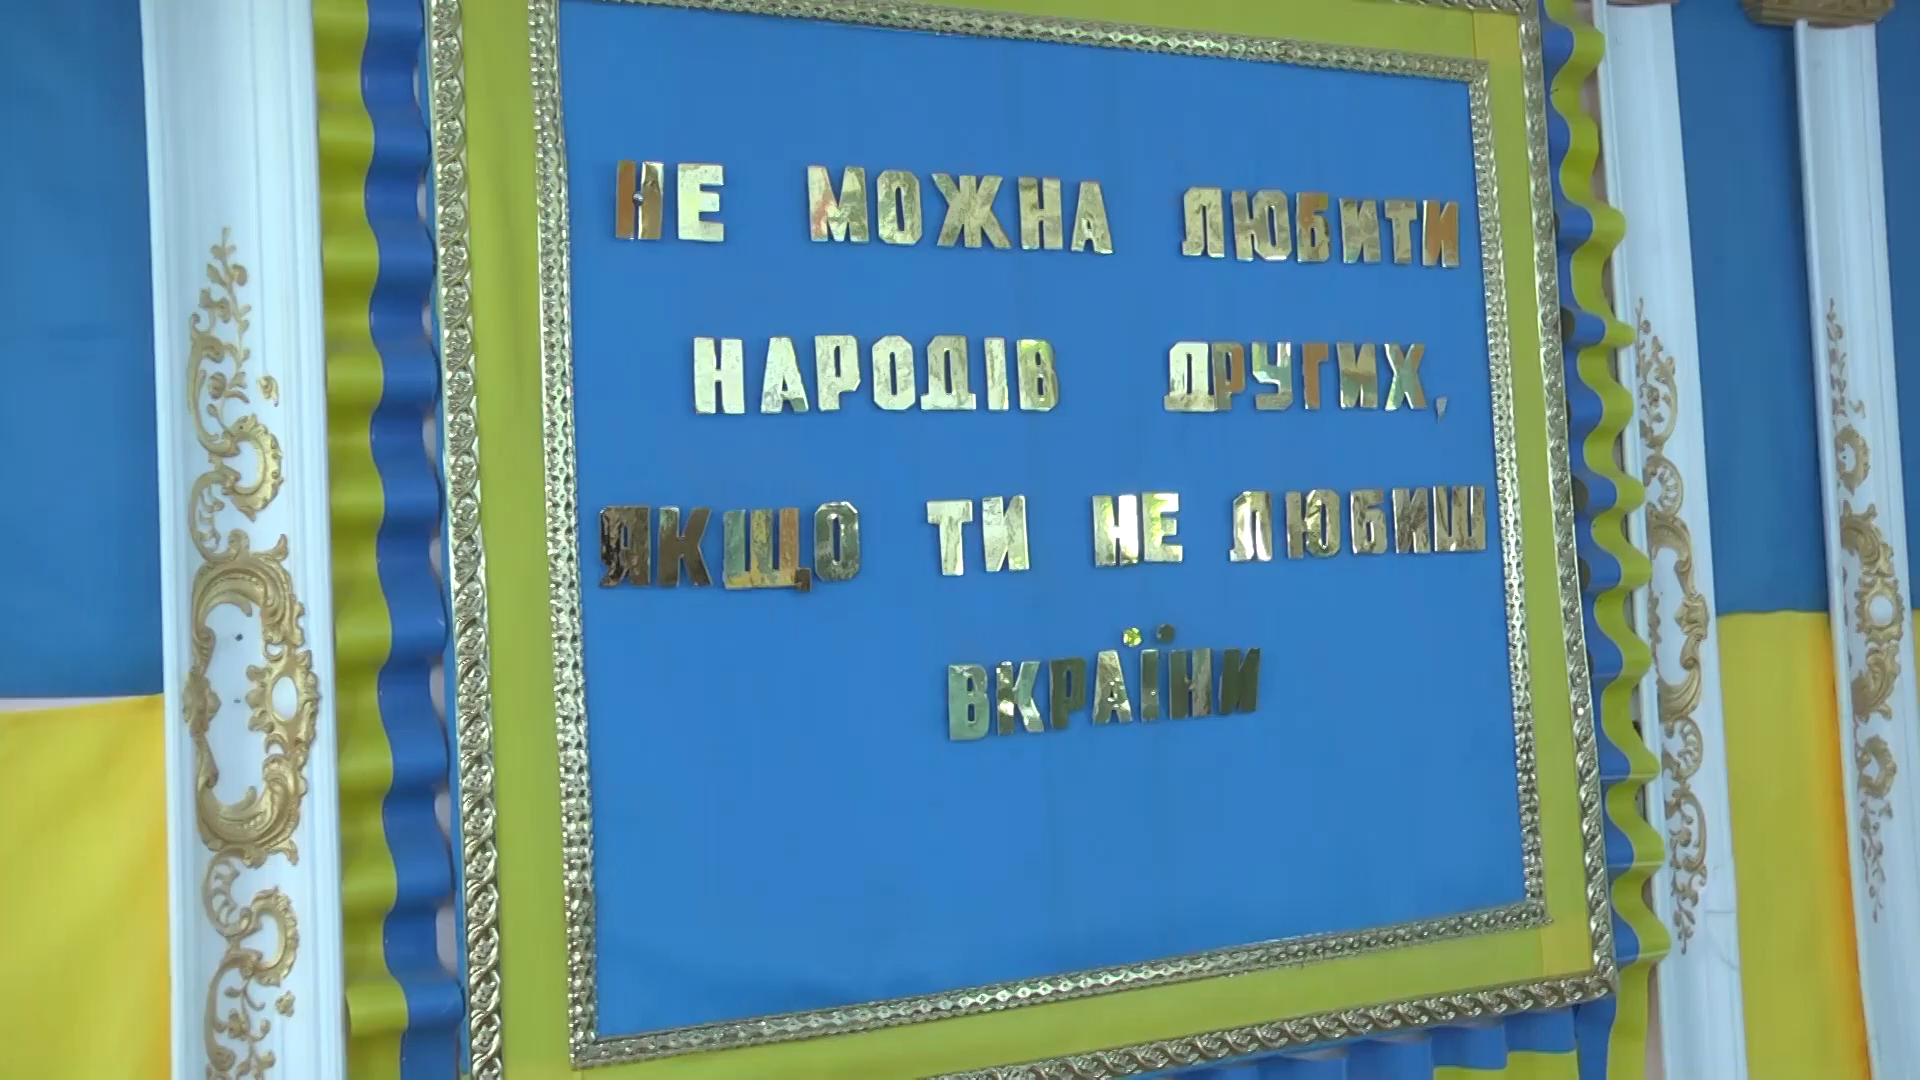 НЕ МОЖНА ЛЮБИТИ
НАРОДІВ ДРУГИХ,
ЯКЩО ТИ НЕ ЛЮБИШ
ВКРАЇНИ